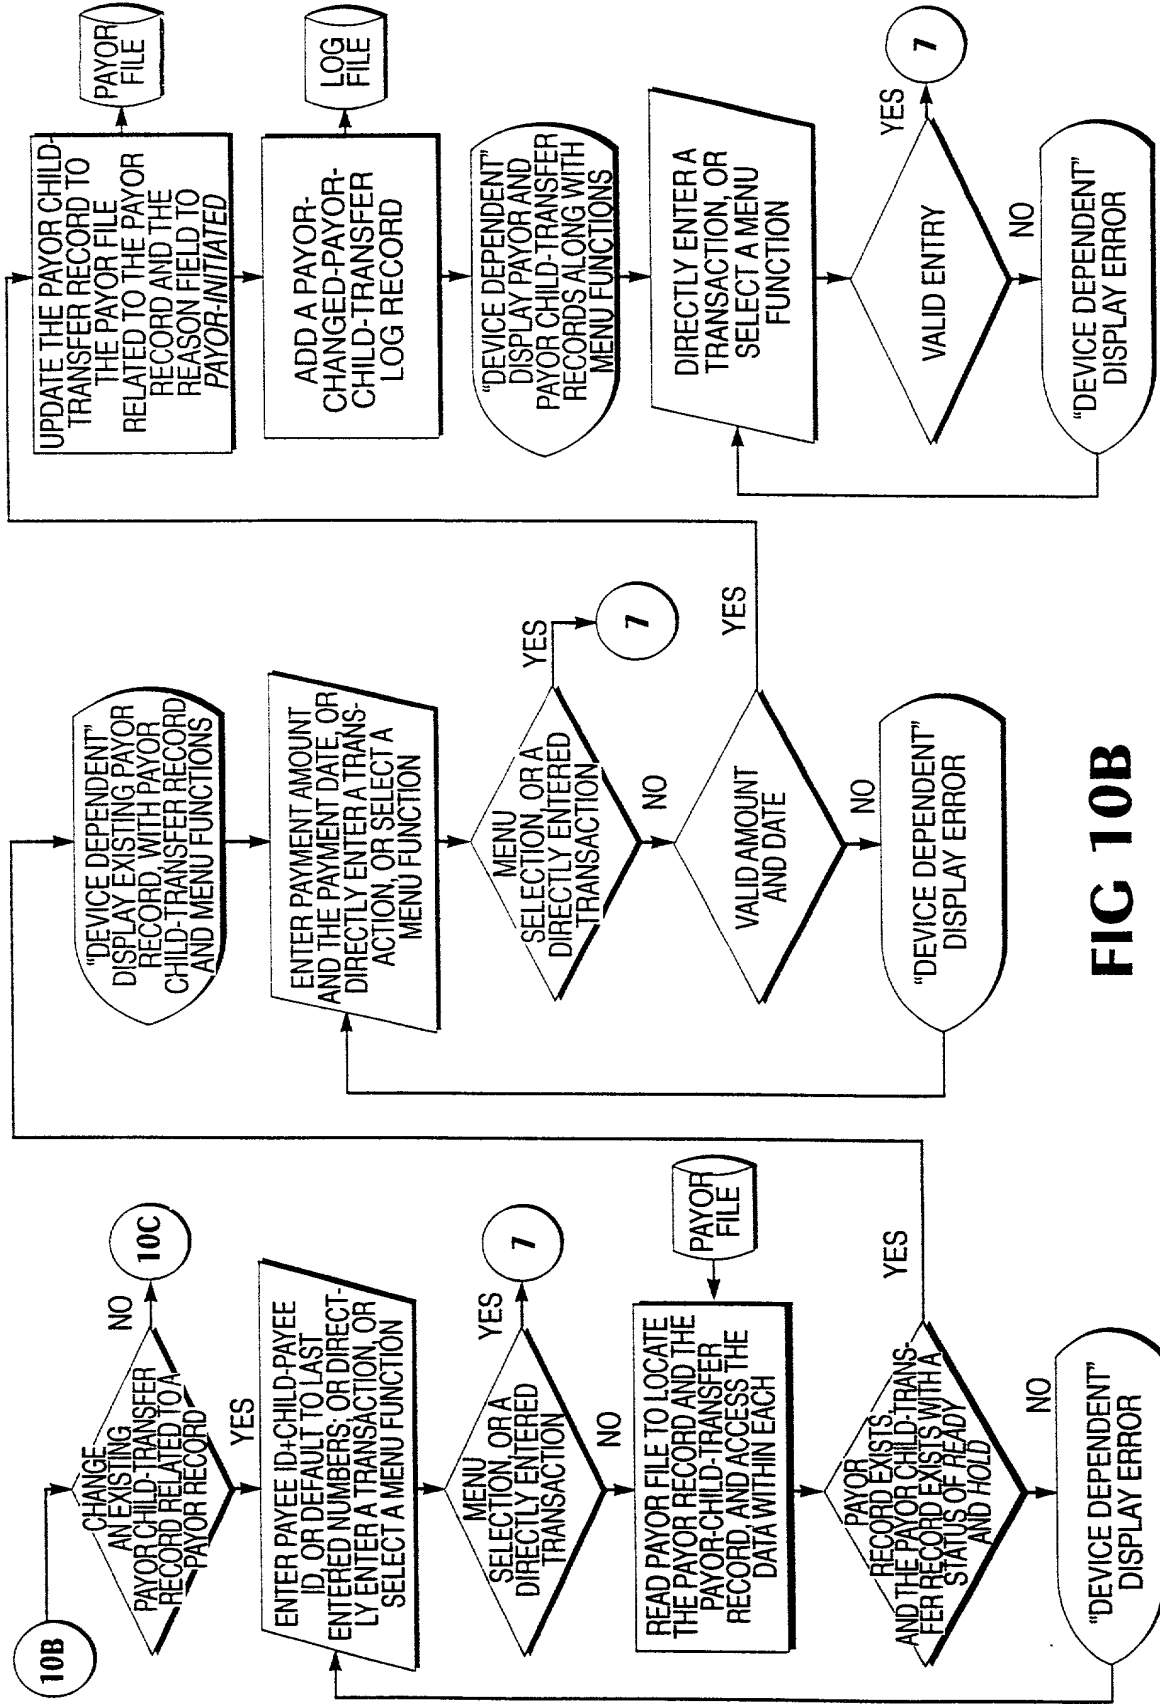 10B
CHANGE
AN EXISTING
PAYOR CHILD-TRANSFER
RECORD RELATED TO A
PAYOR RECORD
NO
10C
YES
ENTER PAYEE ID+CHILD-PAYEE
ID, OR DEFAULT TO LAST
ENTERED NUMBERS; OR DIRECT-
LY ENTER A TRANSACTION, OR
SELECT A MENU FUNCTION
MENU
SELECTION, OR A
DIRECTLY ENTERED
TRANSACTION
YES
7
NO
READ PAYOR FILE TO LOCATE
THE PAYOR RECORD AND THE
PAYOR-CHILD-TRANSFER
RECORD, AND ACCESS THE
DATA WITHIN EACH
PAYOR
FILE
PAYOR
RECORD EXISTS,
AND THE PAYOR CHILD-TRANS-
FER RECORD EXISTS WITH A
STATUS OF READY
AND HOLD
YES
NO
"DEVICE DEPENDENT"
DISPLAY ERROR
"DEVICE DEPENDENT"
DISPLAY EXISTING PAYOR
RECORD, WITH PAYOR
CHILD-TRANSFER RECORD
AND MENU FUNCTIONS
ENTER PAYMENT AMOUNT
AND THE PAYMENT DATE, OR
DIRECTLY ENTER A TRANS-
ACTION, OR SELECT A
MENU FUNCTION
MENU
SELECTION, OR A
DIRECTLY ENTERED
TRANSACTION
YES
7
NO
VALID AMOUNT
AND DATE
YES
NO
"DEVICE DEPENDENT"
DISPLAY ERROR
UPDATE THE PAYOR CHILD-
TRANSFER RECORD TO
THE PAYOR FILE
RELATED TO THE PAYOR
RECORD AND THE
REASON FIELD TO
PAYOR-INITIATED
PAYOR
FILE
ADD A PAYOR-
CHANGED-PAYOR-
CHILD-TRANSFER
LOG RECORD
LOG
FILE
"DEVICE DEPENDENT"
DISPLAY PAYOR AND
PAYOR CHILD-TRANSFER
RECORDS ALONG WITH
MENU FUNCTIONS
DIRECTLY ENTER A
TRANSACTION, OR
SELECT A MENU
FUNCTION
VALID ENTRY
YES
7
NO
"DEVICE DEPENDENT"
DISPLAY ERROR
FIG 10B